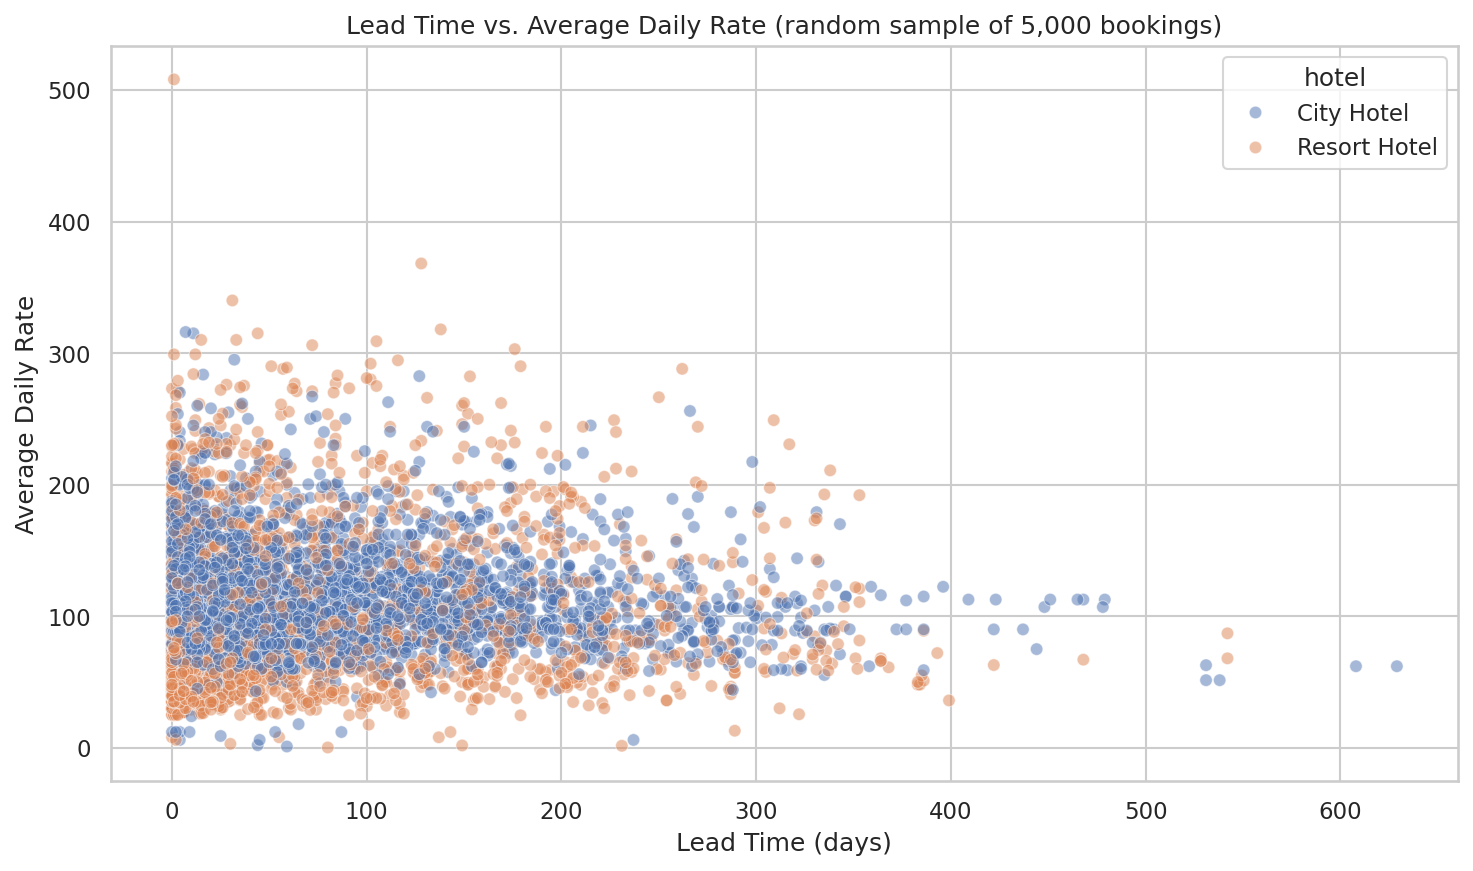 Lead Time vs. Average Daily Rate (random sample of 5,000 bookings)
hotel
City Hotel
Resort Hotel
Average Daily Rate
500
400
300
200
100
0
0 100 200 300 400 500 600
Lead Time (days)